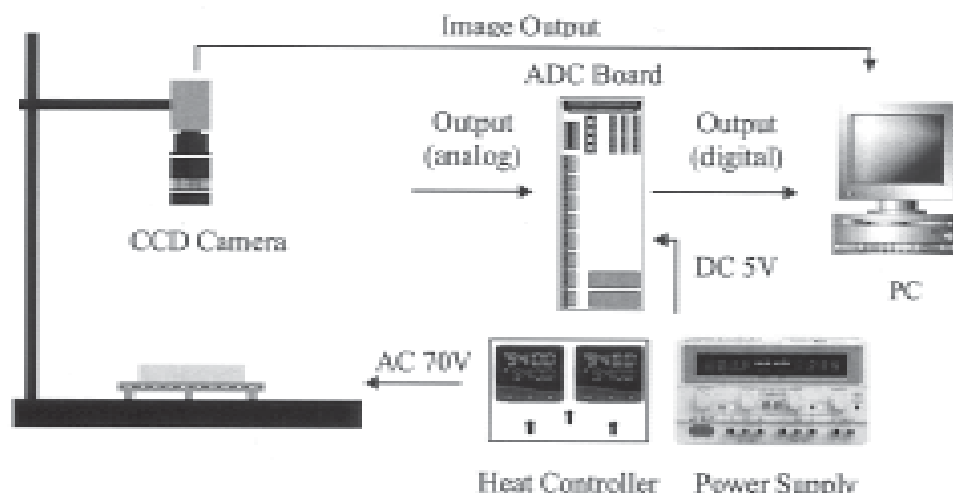 Image Output
ADC Board
Output
(analog)
Output
(digital)
CCD Camera
DC 5V
PC
AC 70V
Heat Controller
Power Supply